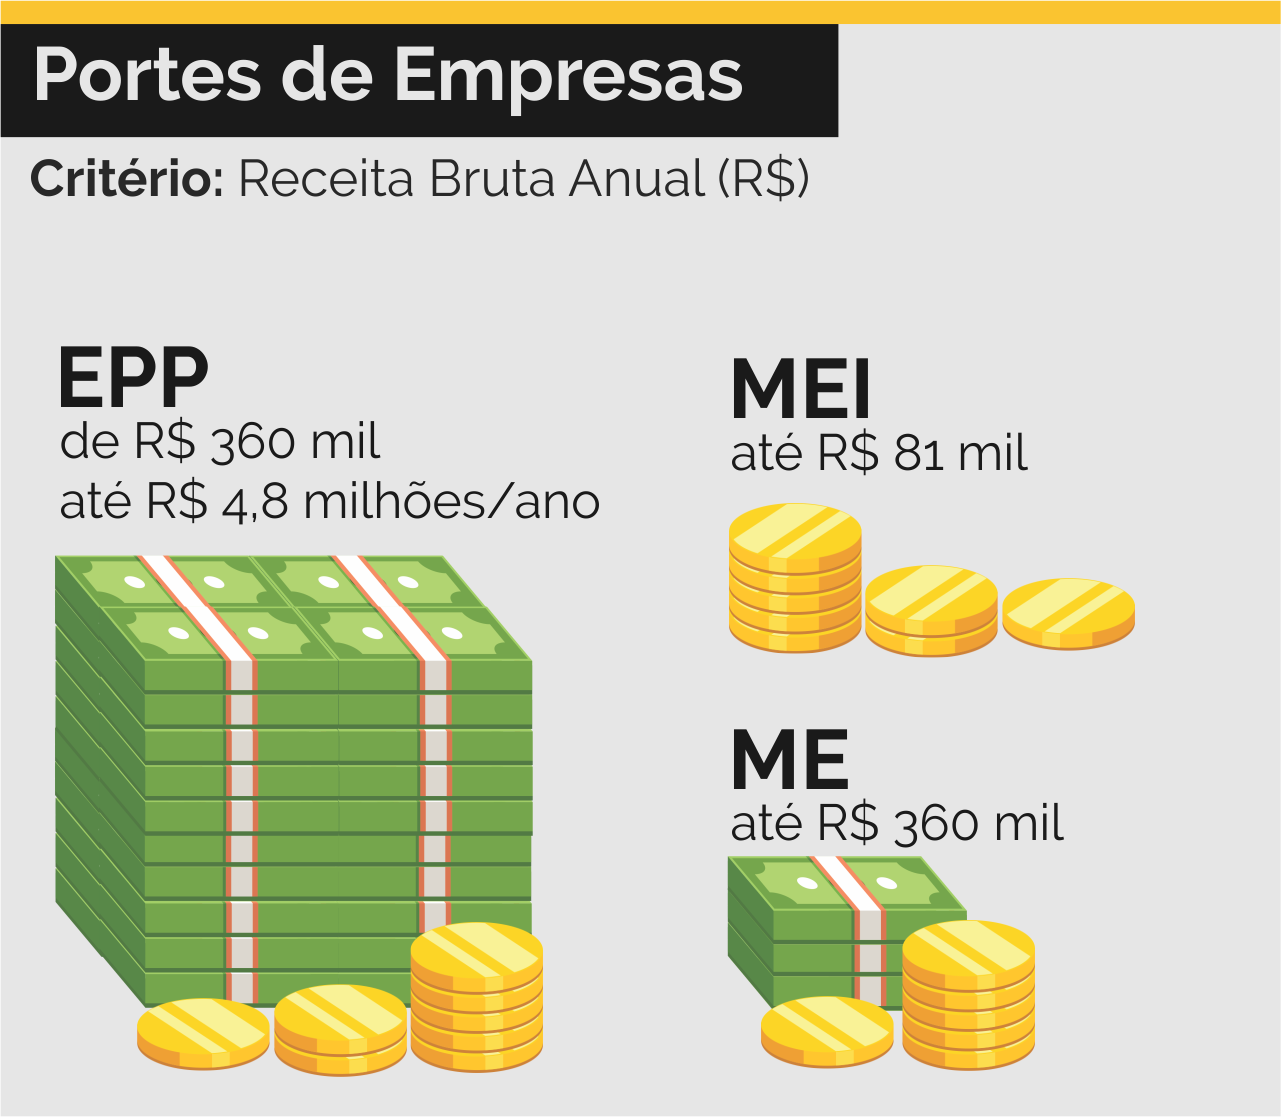 Portes de Empresas
Critério: Receita Bruta Anual (R$)
EPP
de R$ 360 mil
até R$ 4,8 milhões/ano
MEI
até R$ 81 mil
ME
até R$ 360 mil